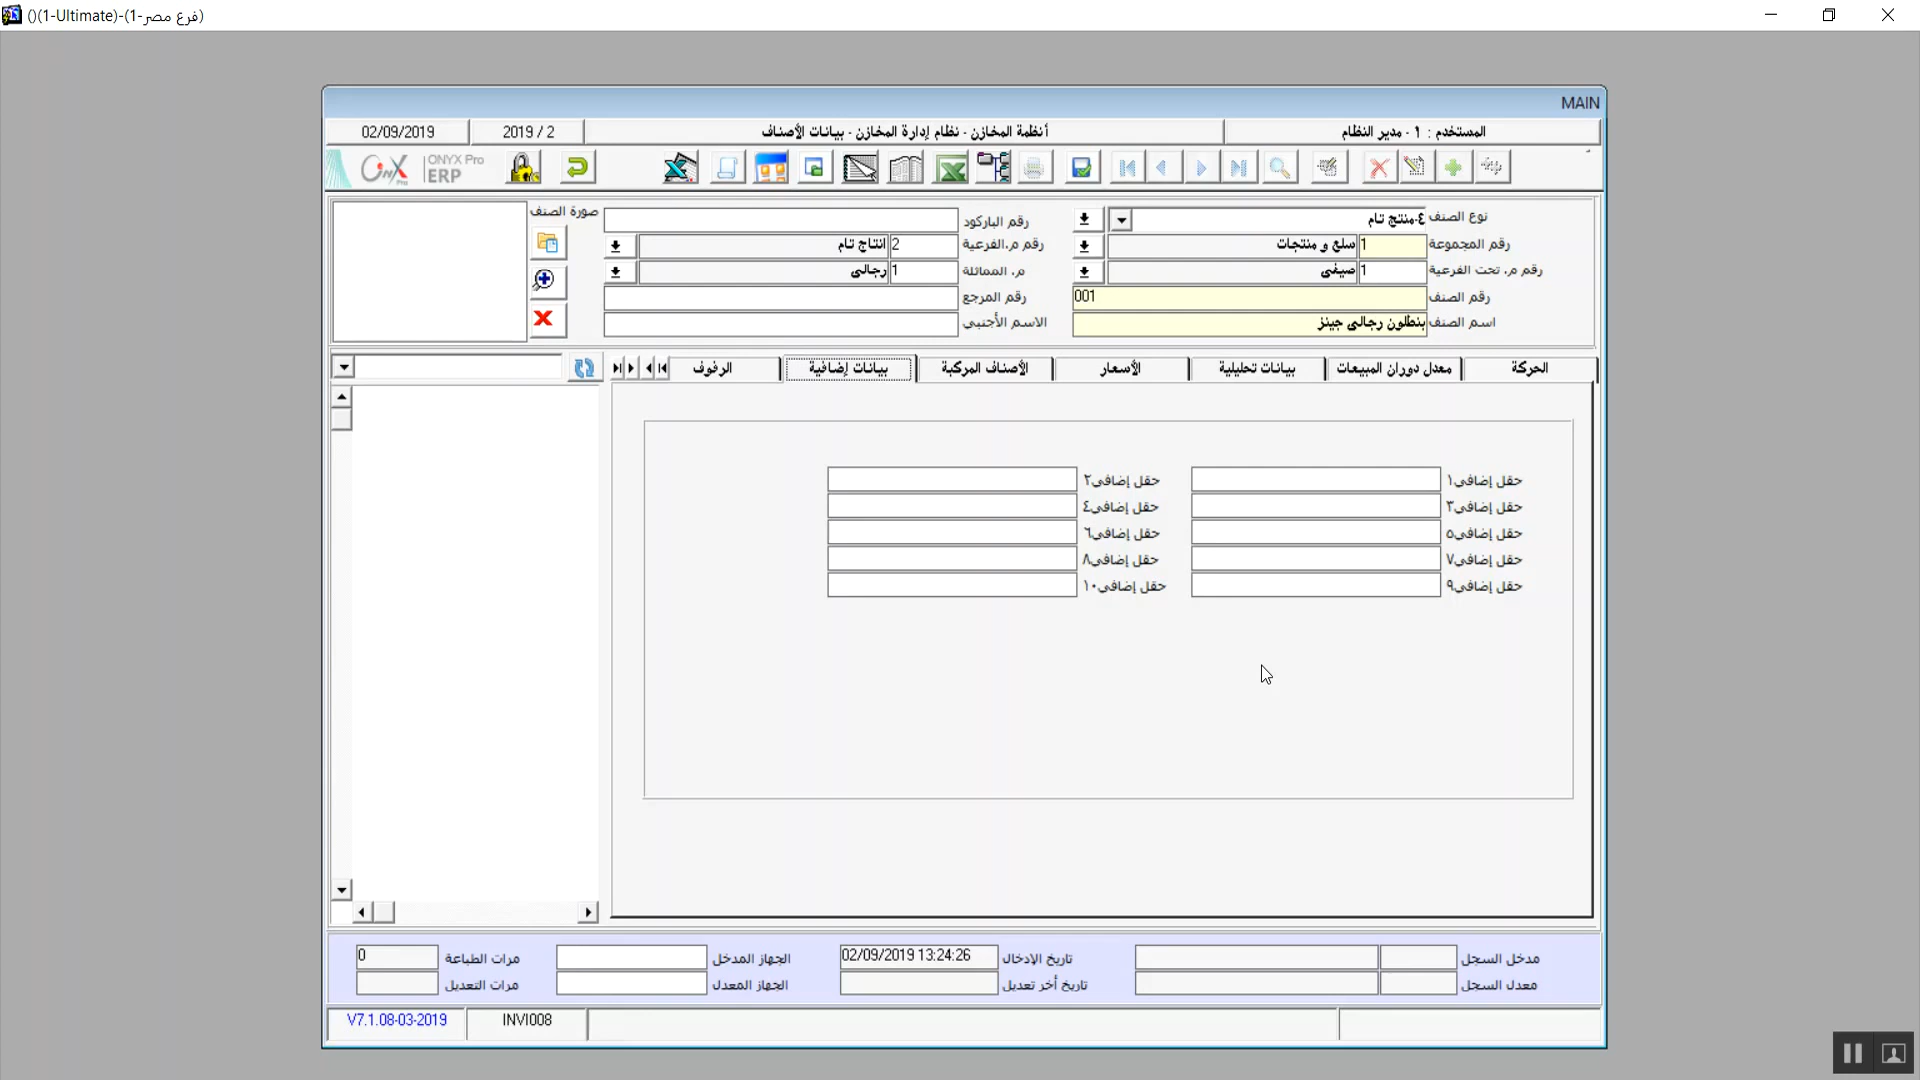 ()(1-Ultimate)-(1-فرع مصر)
MAIN
المستخدم : ١ - مدير النظام
أنظمة المخازن - نظام إدارة المخازن - بيانات الأصناف
2019 / 2
02/09/2019
ONYX Pro
ERP
OnyX Pro
نوع الصنف ٤-منتج تام
رقم الباركود
صورة الصنف
رقم المجموعة 1 سلع و منتجات
رقم م.الفرعية 2 انتاج تام
رقم م. تحت الفرعية 1 صيفى
م. المماثلة 1 رجالى
رقم الصنف 001
رقم المرجع
اسم الصنف بنطلون رجالى جينز
الاسم الأجنبي
الحركة
معدل دوران المبيعات
بيانات تحليلية
الأسعار
الأصناف المركبة
بيانات إضافية
الرفوف
حقل إضافي١ حقل إضافي٢
حقل إضافي٣ حقل إضافي٤
حقل إضافي٥ حقل إضافي٦
حقل إضافي٧ حقل إضافي٨
حقل إضافي٩ حقل إضافي١٠
مدخل السجل
تاريخ الإدخال 02/09/2019 13:24:26
الجهاز المدخل
مرات الطباعة 0
معدل السجل
تاريخ أخر تعديل
الجهاز المعدل
مرات التعديل
INVI008
V7.1.08-03-2019